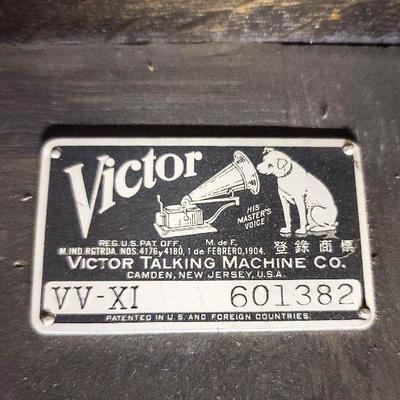 Victor
HIS
MASTER'S
VOICE
REG. U.S. PAT. OFF. M. de F. 登錄商標
M.IND. RGTRDA. NOS. 4176, 4180, 1 de FEBRERO, 1904.
VICTOR TALKING MACHINE CO.
CAMDEN, NEW JERSEY, U.S.A.
VV-XI 601382
PATENTED IN U.S. AND FOREIGN COUNTRIES.